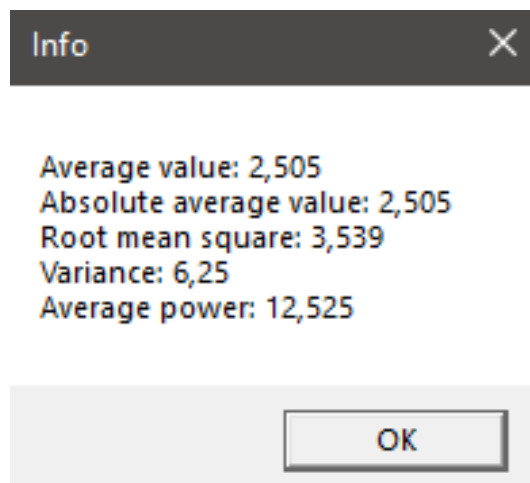 Info
Average value: 2,505
Absolute average value: 2,505
Root mean square: 3,539
Variance: 6,25
Average power: 12,525
OK